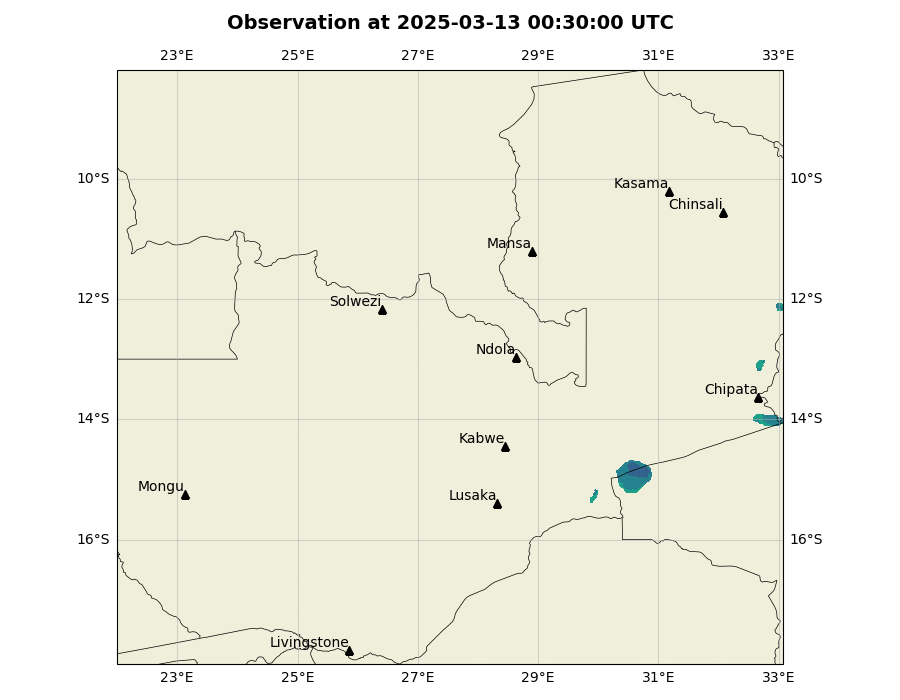 Observation at 2025-03-13 00:30:00 UTC
23°E 25°E 27°E 29°E 31°E 33°E
10°S 10°S
Kasama
Chinsali
Mansa
12°S 12°S
Solwezi
Ndola
Chipata
14°S 14°S
Kabwe
Mongu
Lusaka
16°S 16°S
Livingstone
23°E 25°E 27°E 29°E 31°E 33°E